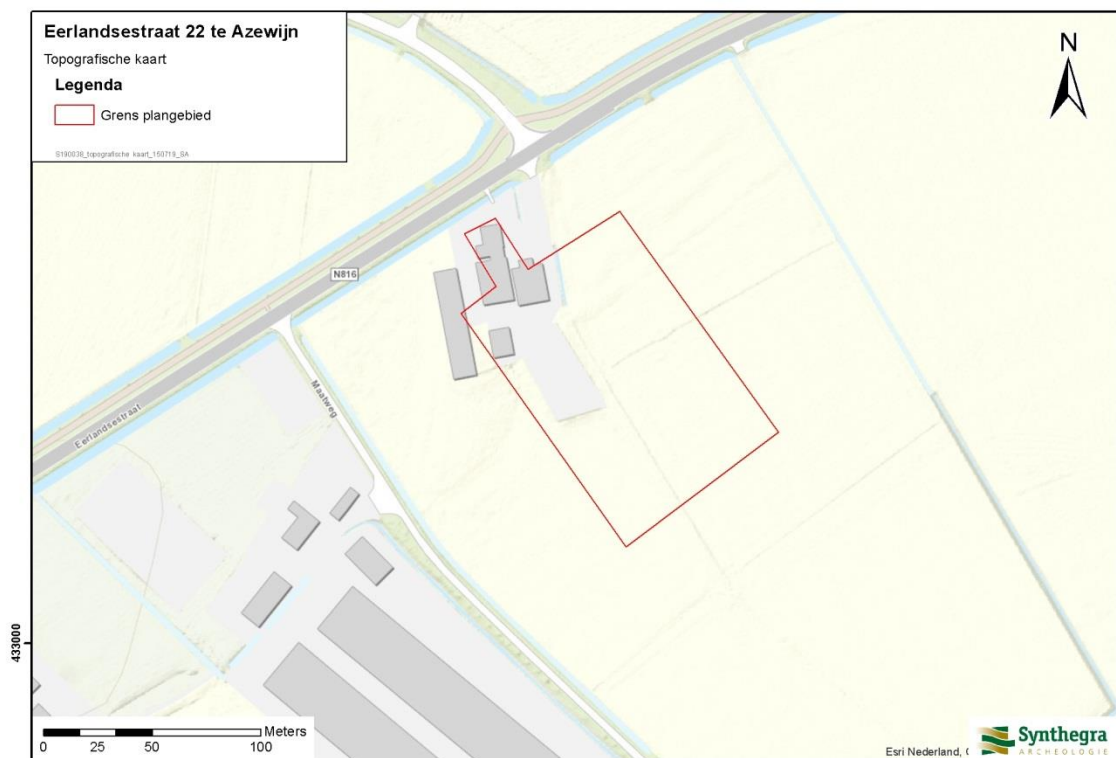 Eerlandsestraat 22 te Azewijn
Topografische kaart
Legenda
Grens plangebied
S190038_topografische kaart_150719_SA
N
N816
Eerlandsestraat
Maatweg
433000
Meters
0 25 50 100
Esri Nederland, C
Synthegra
ARCHEOLOGIE